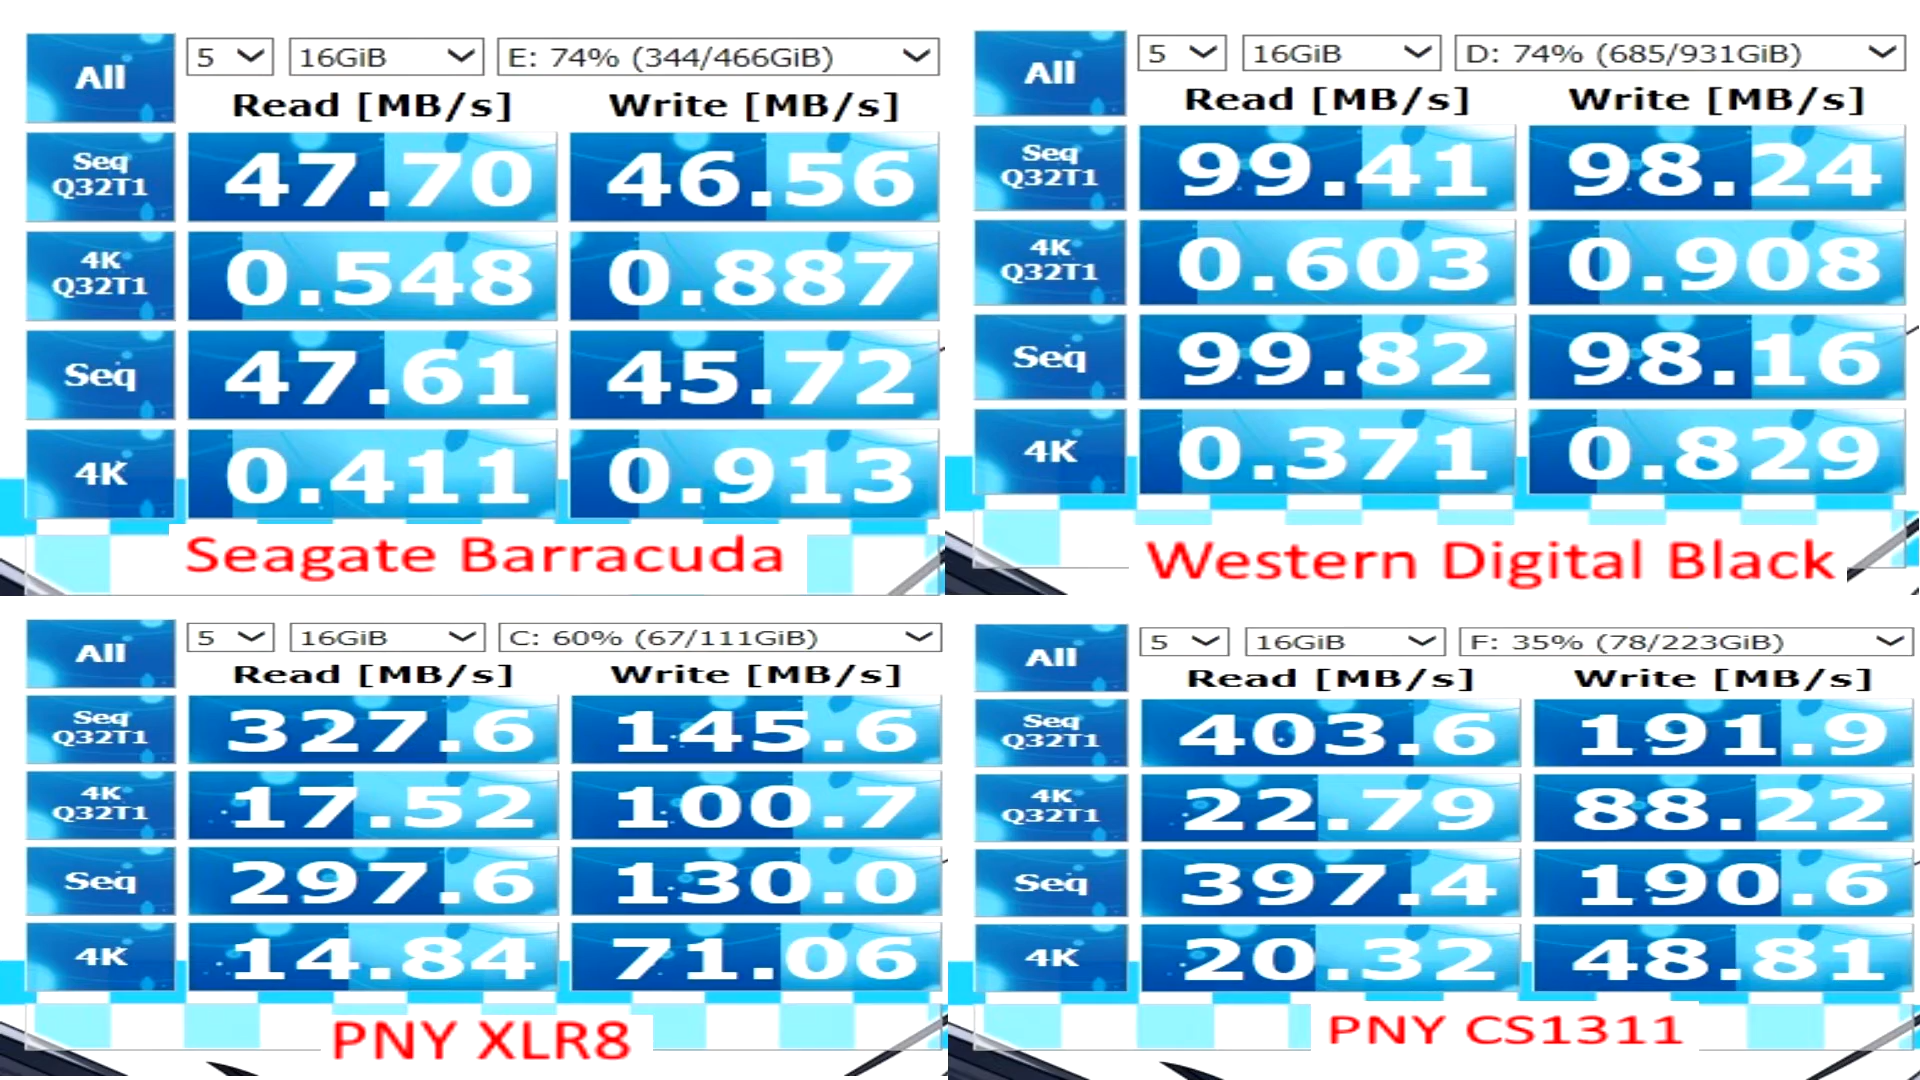 All
5
16GiB
E: 74% (344/466GiB)
Read [MB/s]
Write [MB/s]
Seq
Q32T1
47.70
46.56
4K
Q32T1
0.548
0.887
Seq
47.61
45.72
4K
0.411
0.913
Seagate Barracuda
All
5
16GiB
D: 74% (685/931GiB)
Read [MB/s]
Write [MB/s]
Seq
Q32T1
99.41
98.24
4K
Q32T1
0.603
0.908
Seq
99.82
98.16
4K
0.371
0.829
Western Digital Black
All
5
16GiB
C: 60% (67/111GiB)
Read [MB/s]
Write [MB/s]
Seq
Q32T1
327.6
145.6
4K
Q32T1
17.52
100.7
Seq
297.6
130.0
4K
14.84
71.06
PNY XLR8
All
5
16GiB
F: 35% (78/223GiB)
Read [MB/s]
Write [MB/s]
Seq
Q32T1
403.6
191.9
4K
Q32T1
22.79
88.22
Seq
397.4
190.6
4K
20.32
48.81
PNY CS1311